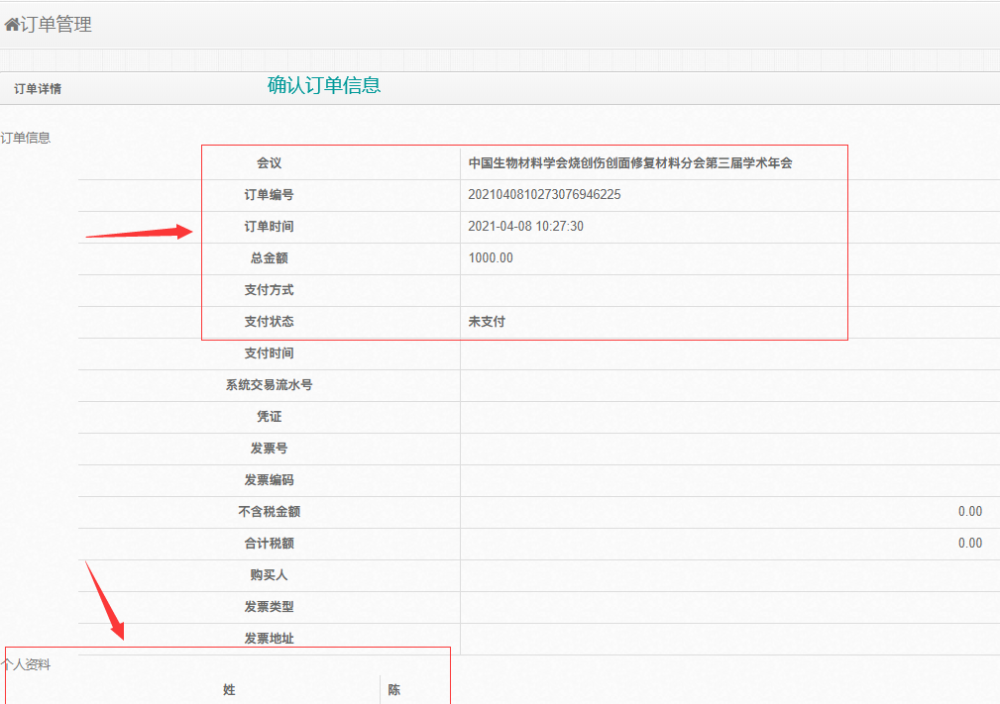 订单管理
订单详情 确认订单信息
订单信息
会议 中国生物材料学会烧创伤创面修复材料分会第三届学术年会
订单编号 2021040810273076946225
订单时间 2021-04-08 10:27:30
总金额 1000.00
支付方式
支付状态 未支付
支付时间
系统交易流水号
凭证
发票号
发票编码
不含税金额 0.00
合计税额 0.00
购买人
发票类型
发票地址
个人资料
姓 陈